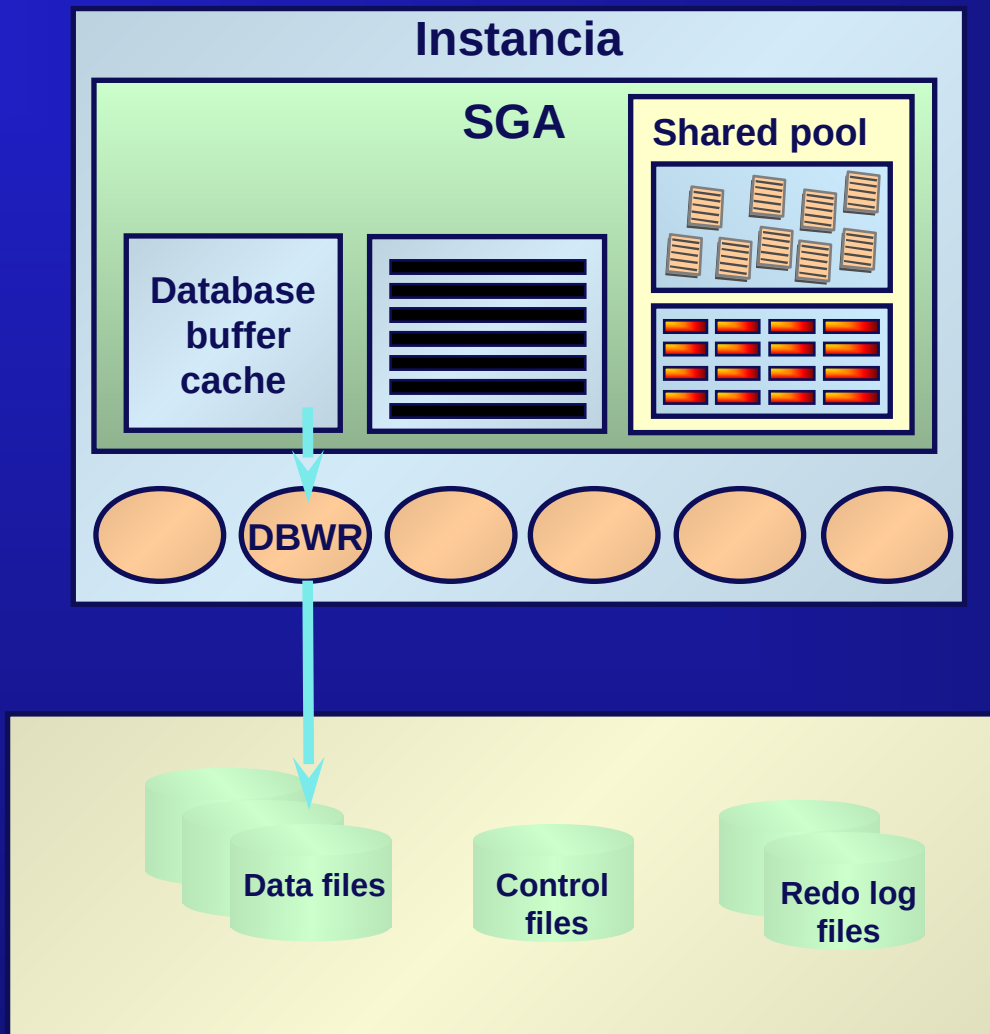 Instancia
SGA
Shared pool
Database
buffer
cache
DBWR
Data files
Control
files
Redo log
files